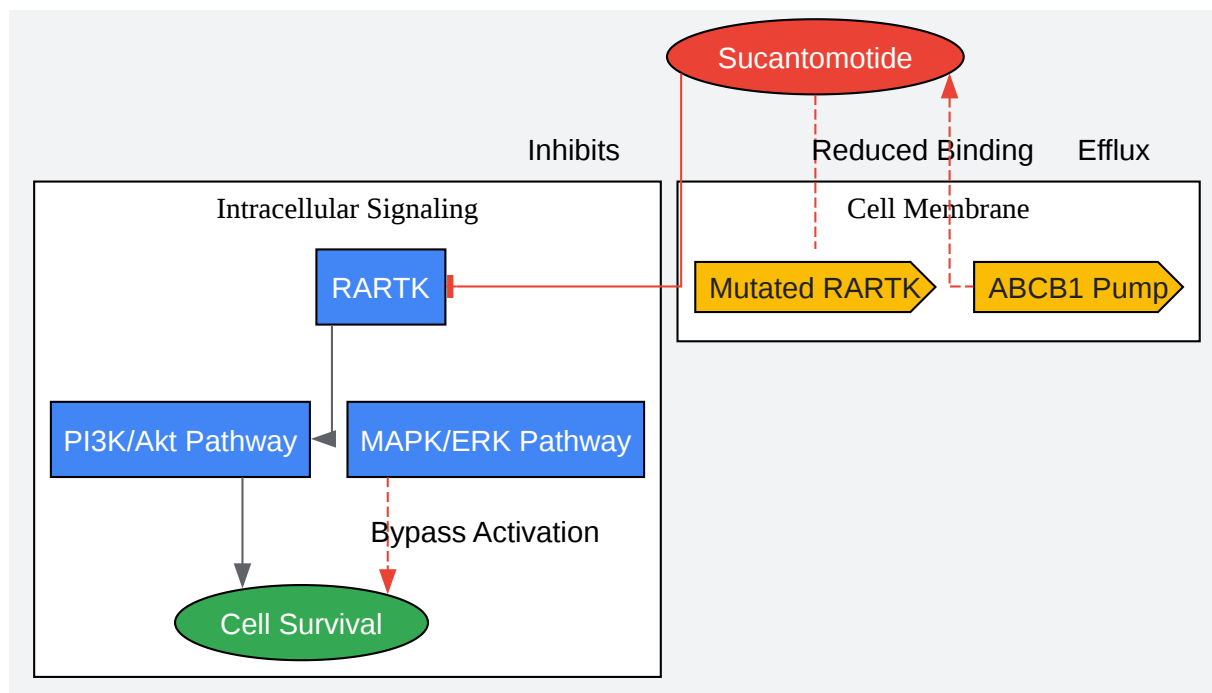 Sucantomotide
Inhibits
Reduced Binding
Efflux
Intracellular Signaling
Cell Membrane
RARTK
Mutated RARTK
ABCB1 Pump
PI3K/Akt Pathway
MAPK/ERK Pathway
Bypass Activation
Cell Survival